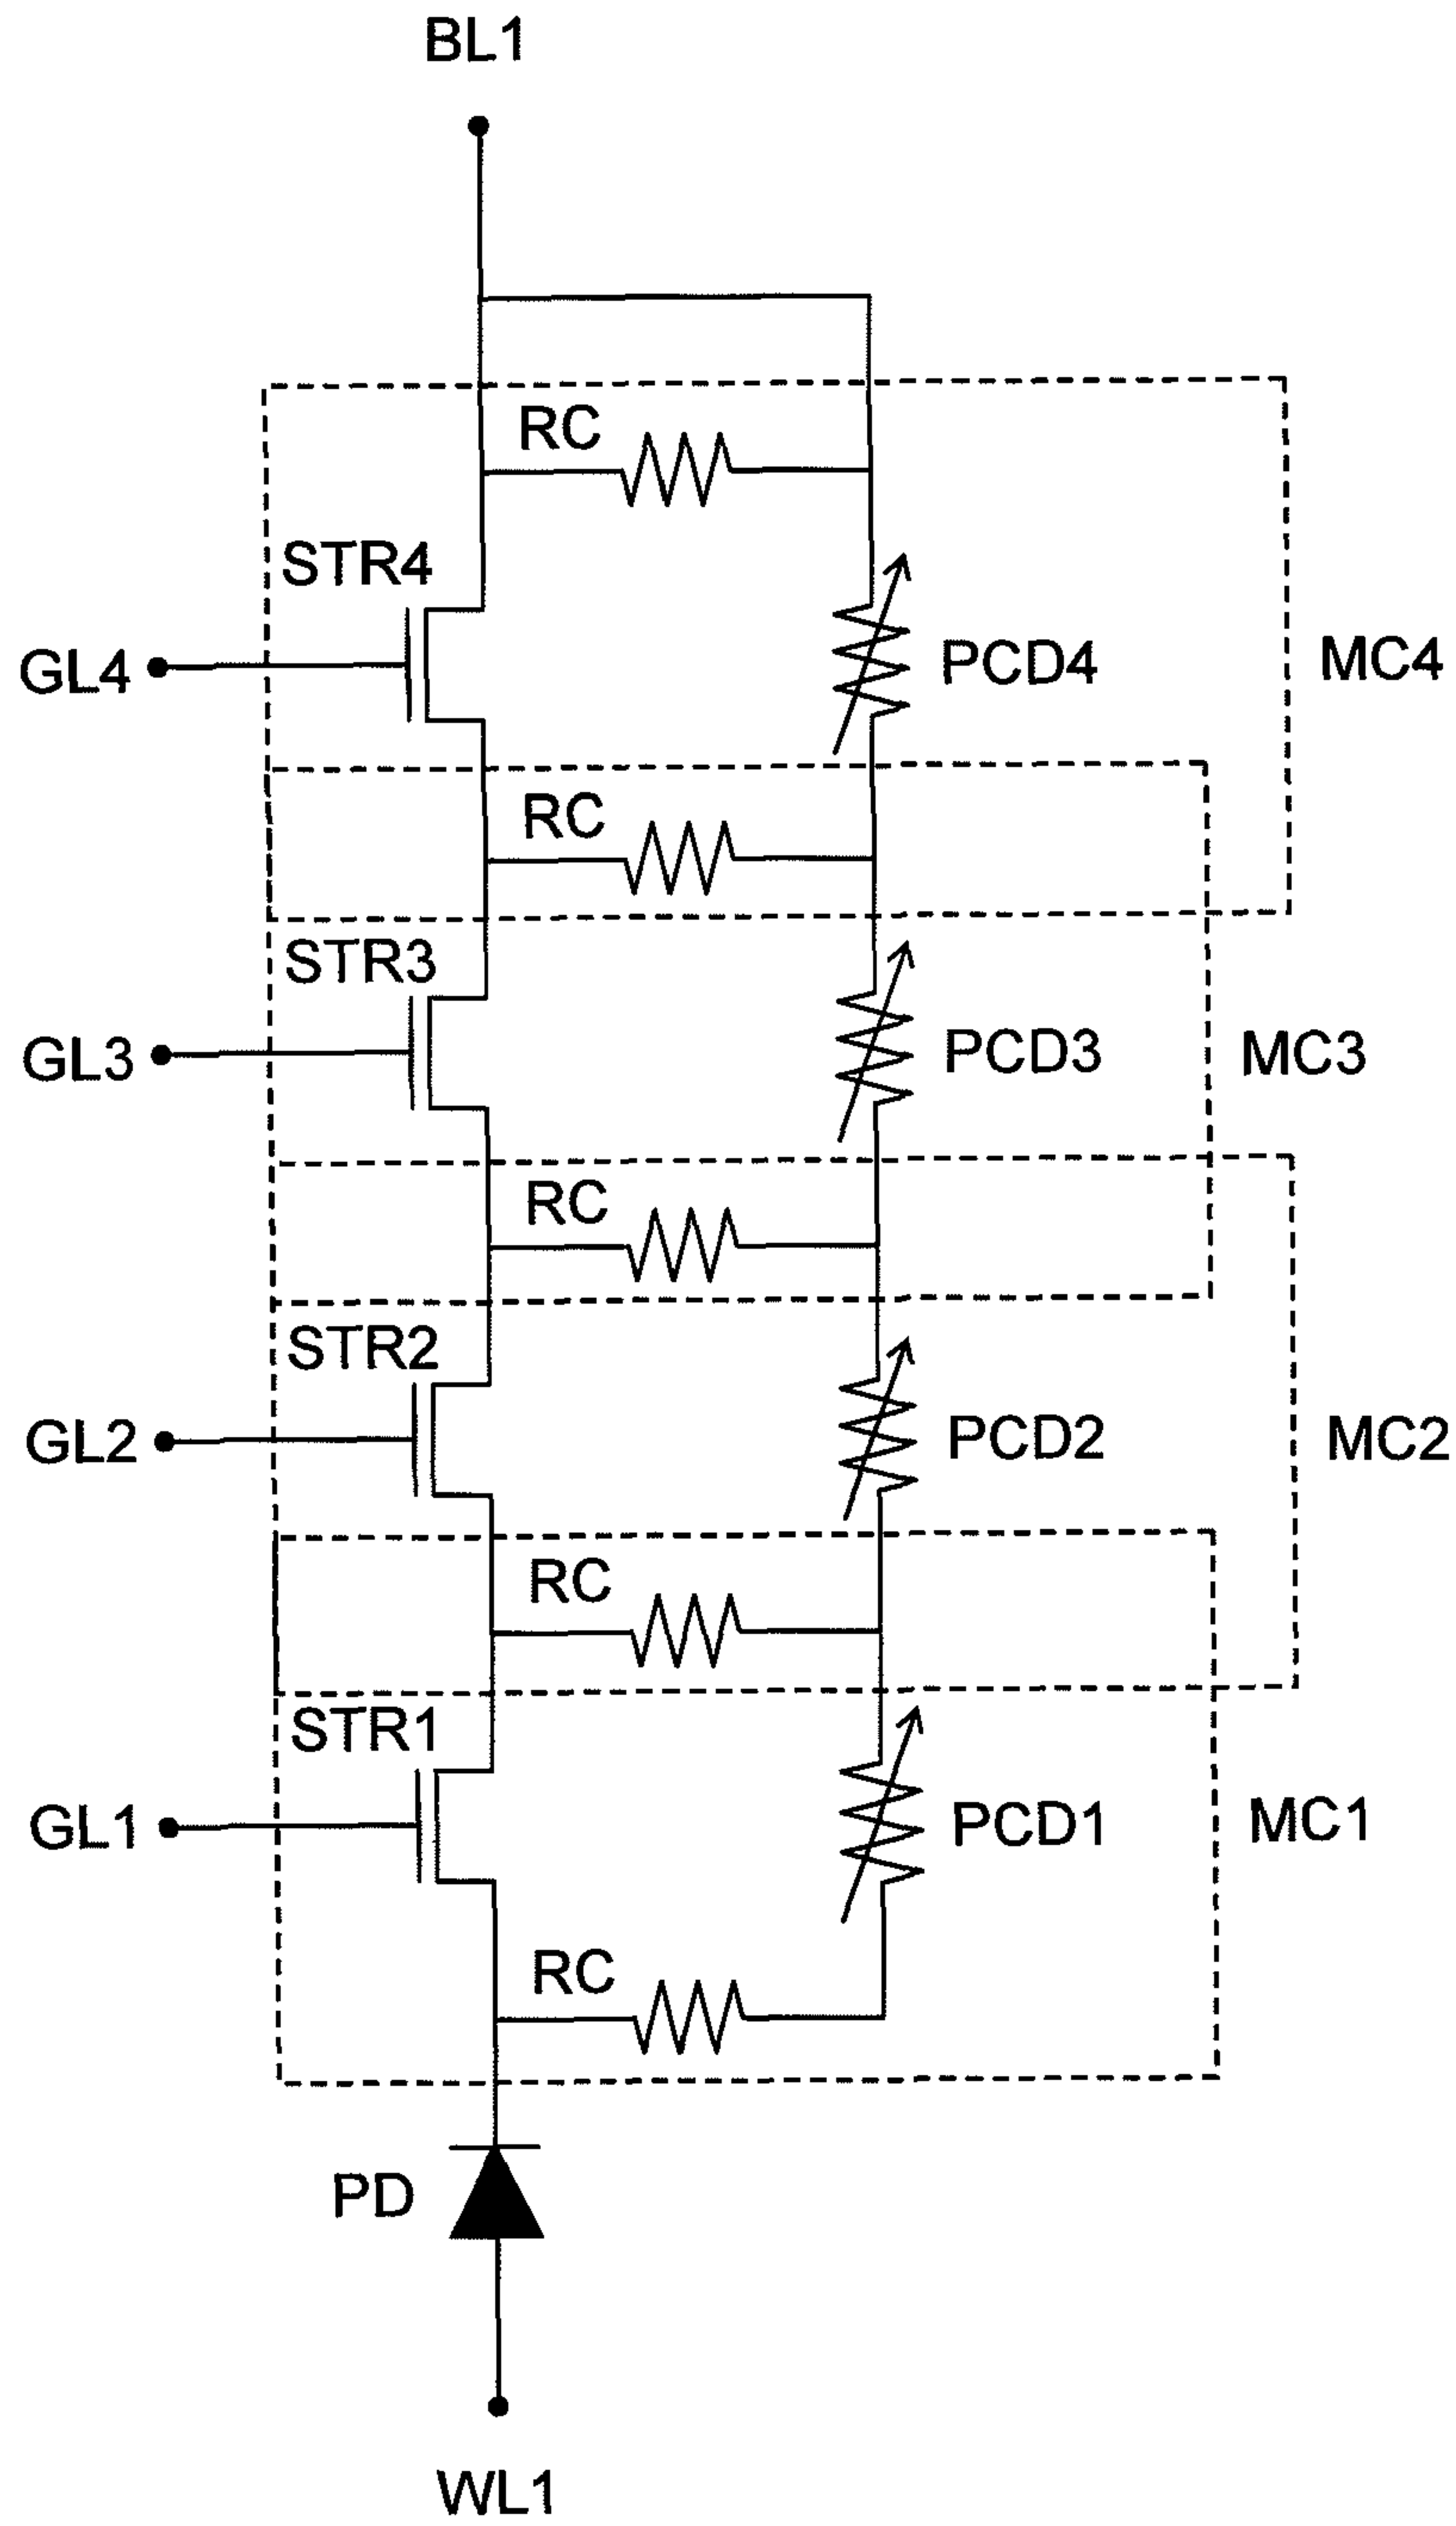 BL1
RC
STR4
GL4
PCD4
MC4
RC
STR3
GL3
PCD3
MC3
RC
STR2
GL2
PCD2
MC2
RC
STR1
GL1
PCD1
MC1
RC
PD
WL1